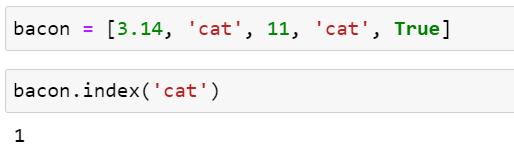 bacon = [3.14, 'cat', 11, 'cat', True]
bacon.index('cat')
1